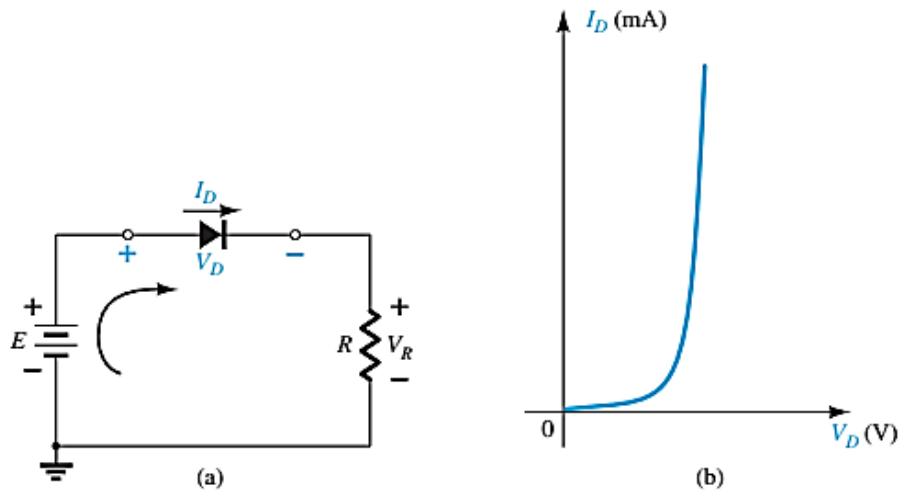 I_D
+
V_D
−
+
E
−
R
+
V_R
−
(a)
I_D (mA)
0
V_D (V)
(b)